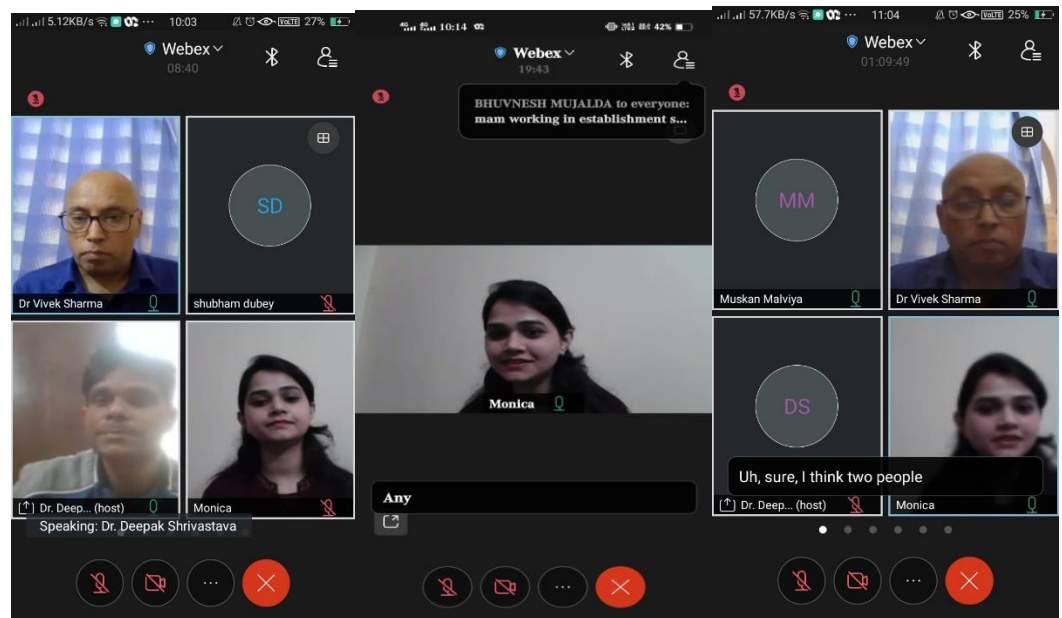 5.12KB/s 10:03 VoLTE 27%
Webex
08:40
SD
Dr Vivek Sharma
shubham dubey
Dr. Deep... (host)
Monica
Speaking: Dr. Deepak Shrivastava
10:14 42%
Webex
19:43
BHUVNESH MUJALDA to everyone:
mam working in establishment s...
Monica
Any
57.7KB/s 11:04 VoLTE 25%
Webex
01:09:49
MM
Muskan Malviya
Dr Vivek Sharma
DS
Uh, sure, I think two people
Dr. Deep... (host)
Monica